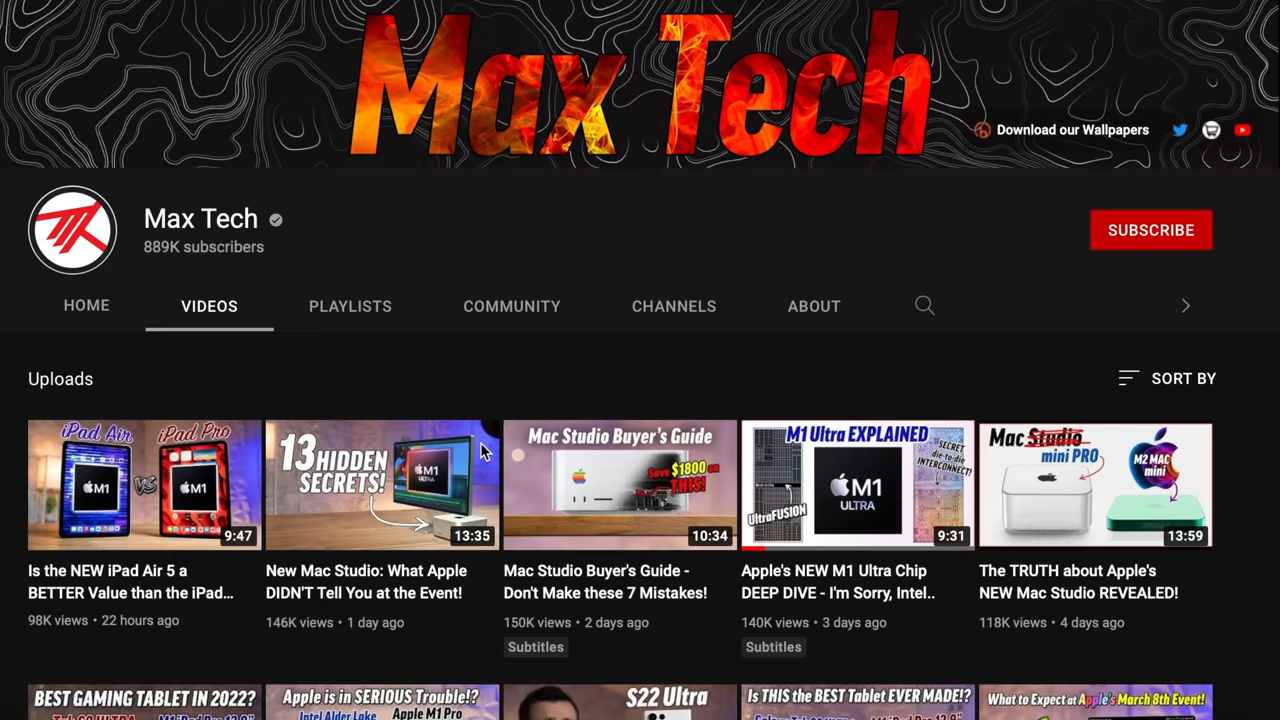 Max Tech
Download our Wallpapers
Max Tech
889K subscribers
SUBSCRIBE
HOME
VIDEOS
PLAYLISTS
COMMUNITY
CHANNELS
ABOUT
Uploads
SORT BY
iPad Air
iPad Pro
M1
VS
M1
9:47
Is the NEW iPad Air 5 a
BETTER Value than the iPad…
98K views • 22 hours ago
13 HIDDEN
SECRETS!
M1
ULTRA
13:35
New Mac Studio: What Apple
DIDN'T Tell You at the Event!
146K views • 1 day ago
Mac Studio Buyer's Guide
Save $1800 on
THIS!
10:34
Mac Studio Buyer's Guide -
Don't Make these 7 Mistakes!
150K views • 2 days ago
Subtitles
M1 Ultra EXPLAINED
SECRET
die-to-die
INTERCONNECT!
M1
ULTRA
UltraFUSION
9:31
Apple's NEW M1 Ultra Chip
DEEP DIVE - I'm Sorry, Intel..
140K views • 3 days ago
Subtitles
Mac Studio
mini PRO
M2 MAC
mini
13:59
The TRUTH about Apple's
NEW Mac Studio REVEALED!
118K views • 4 days ago
BEST GAMING TABLET IN 2022?
Apple is in SERIOUS Trouble!?
Intel Alder Lake
Apple M1 Pro
S22 Ultra
Is THIS the BEST Tablet EVER MADE!?
What to Expect at Apple's March 8th Event!